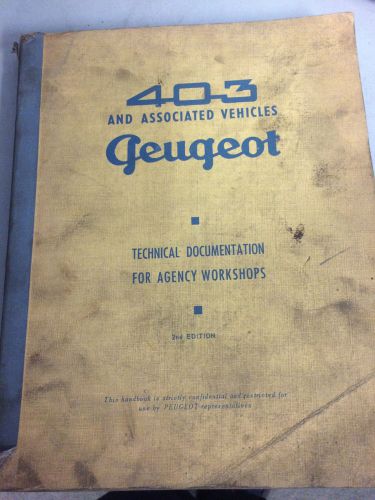 403
AND ASSOCIATED VEHICLES
Peugeot
TECHNICAL DOCUMENTATION
FOR AGENCY WORKSHOPS
2nd EDITION
This handbook is strictly confidential and restricted for
use by PEUGEOT representatives